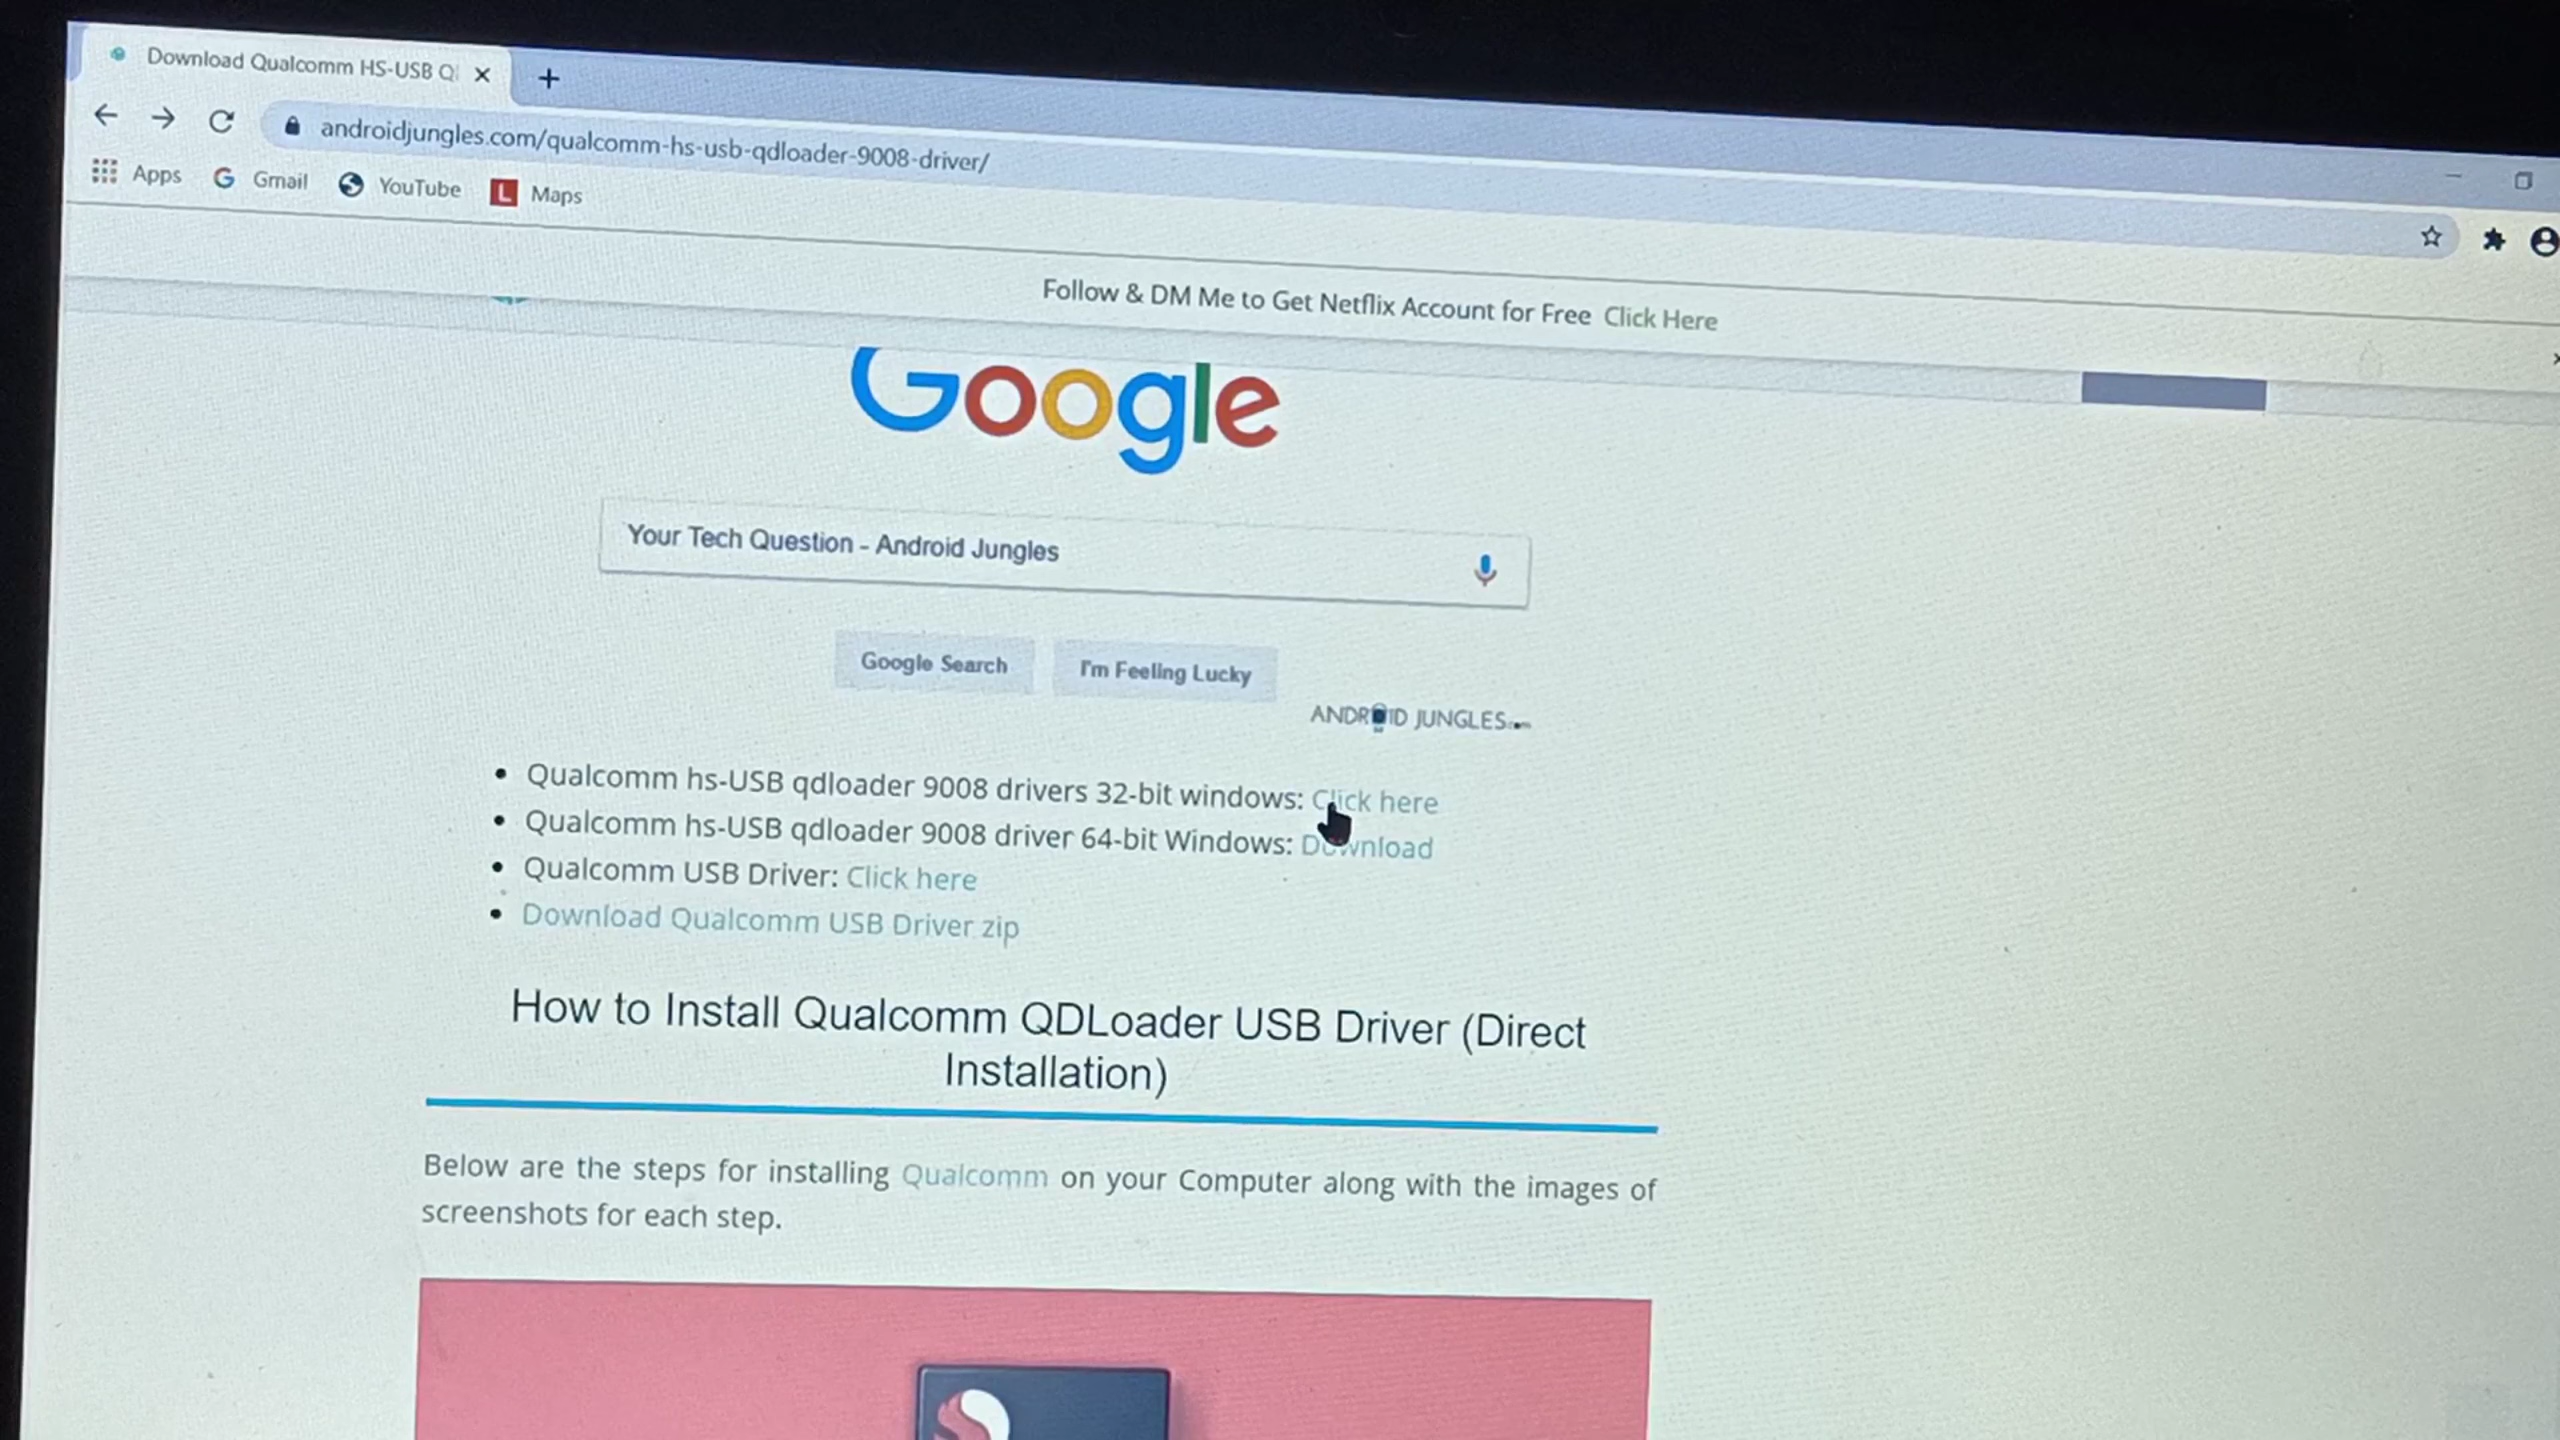 Download Qualcomm HS-USB Q
androidjungles.com/qualcomm-hs-usb-qdloader-9008-driver/
Apps Gmail YouTube Maps
Follow & DM Me to Get Netflix Account for Free Click Here
Google
Your Tech Question - Android Jungles
Google Search I'm Feeling Lucky
ANDROID JUNGLES
Qualcomm hs-USB qdloader 9008 drivers 32-bit windows: Click here
Qualcomm hs-USB qdloader 9008 driver 64-bit Windows: Download
Qualcomm USB Driver: Click here
Download Qualcomm USB Driver zip
How to Install Qualcomm QDLoader USB Driver (Direct
Installation)
Below are the steps for installing Qualcomm on your Computer along with the images of
screenshots for each step.